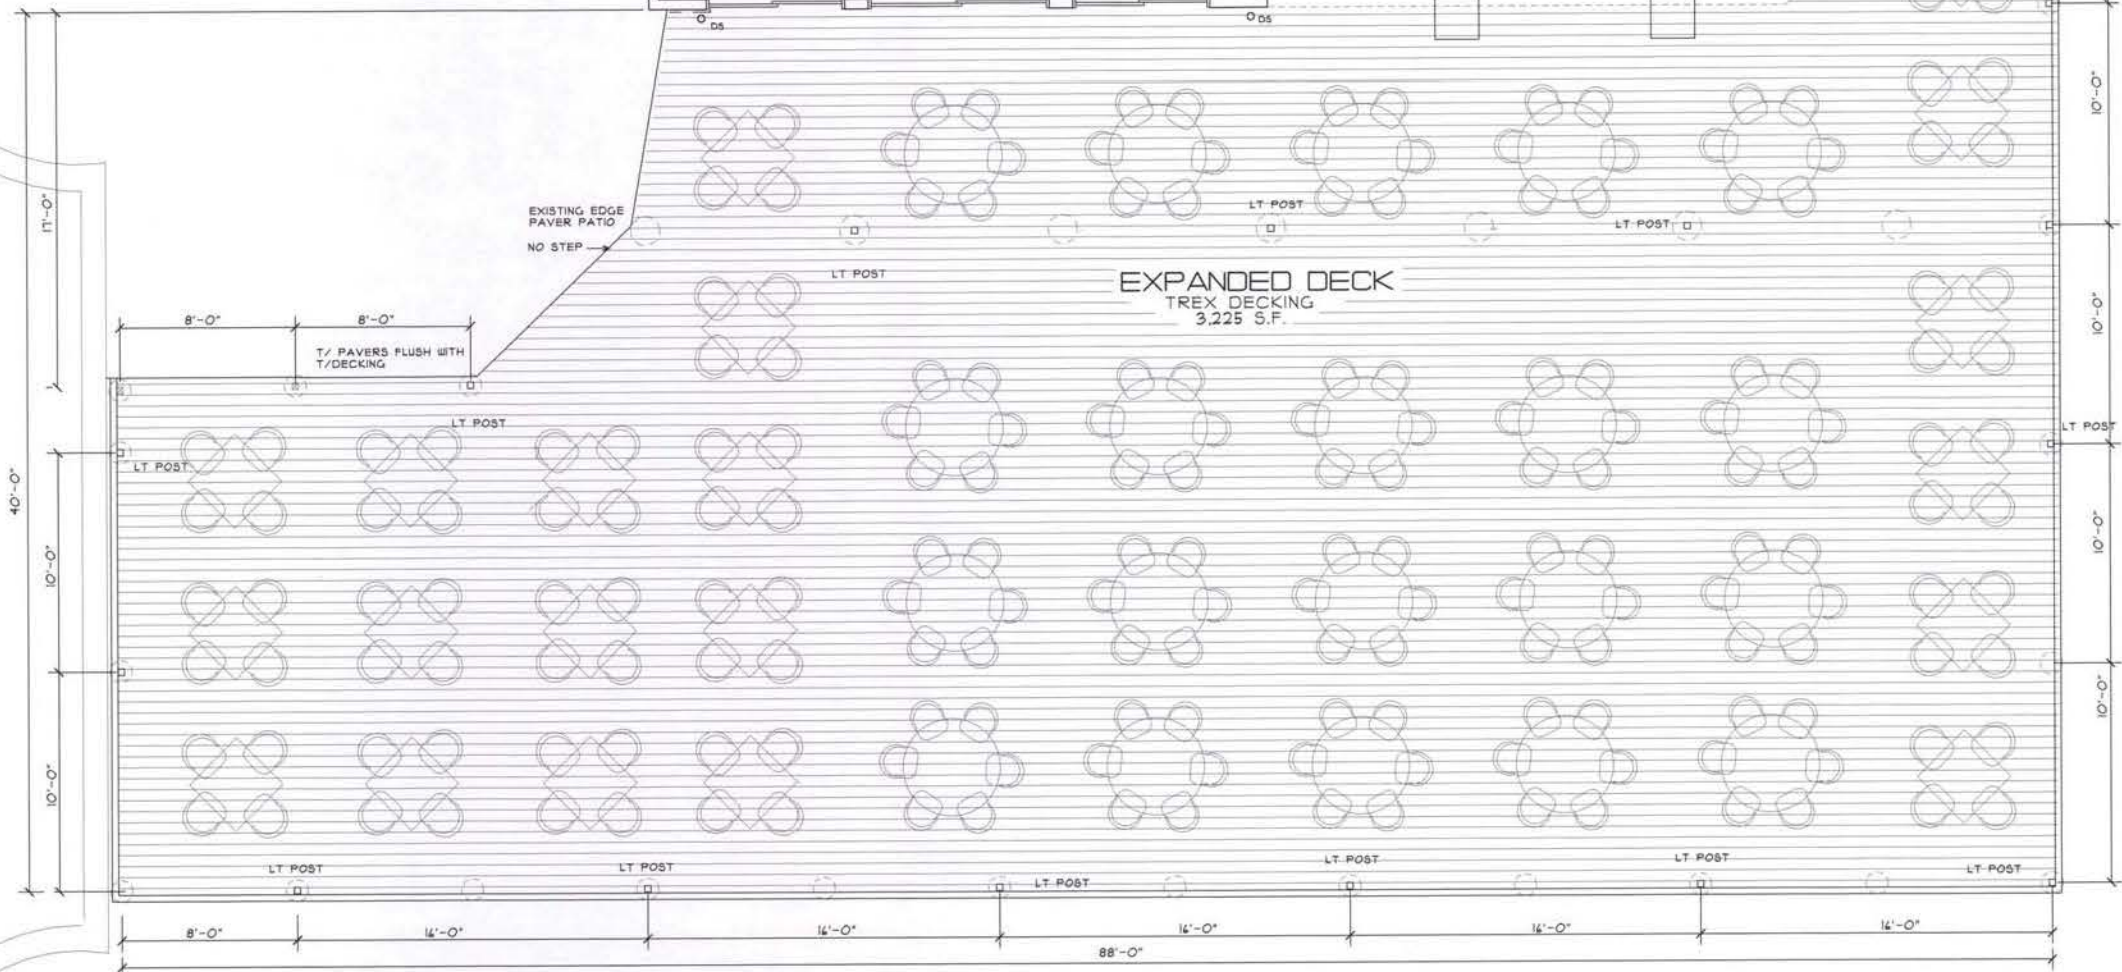 DS
DS
10'-0"
17'-0"
EXISTING EDGE
PAVER PATIO
NO STEP
LT POST
LT POST
LT POST
EXPANDED DECK
TREX DECKING
3,225 S.F.
10'-0"
8'-0"
8'-0"
T/ PAVERS FLUSH WITH
T/DECKING
LT POST
LT POST
LT POST
40'-0"
10'-0"
10'-0"
10'-0"
10'-0"
LT POST
LT POST
LT POST
LT POST
LT POST
LT POST
8'-0"
16'-0"
16'-0"
16'-0"
16'-0"
16'-0"
88'-0"